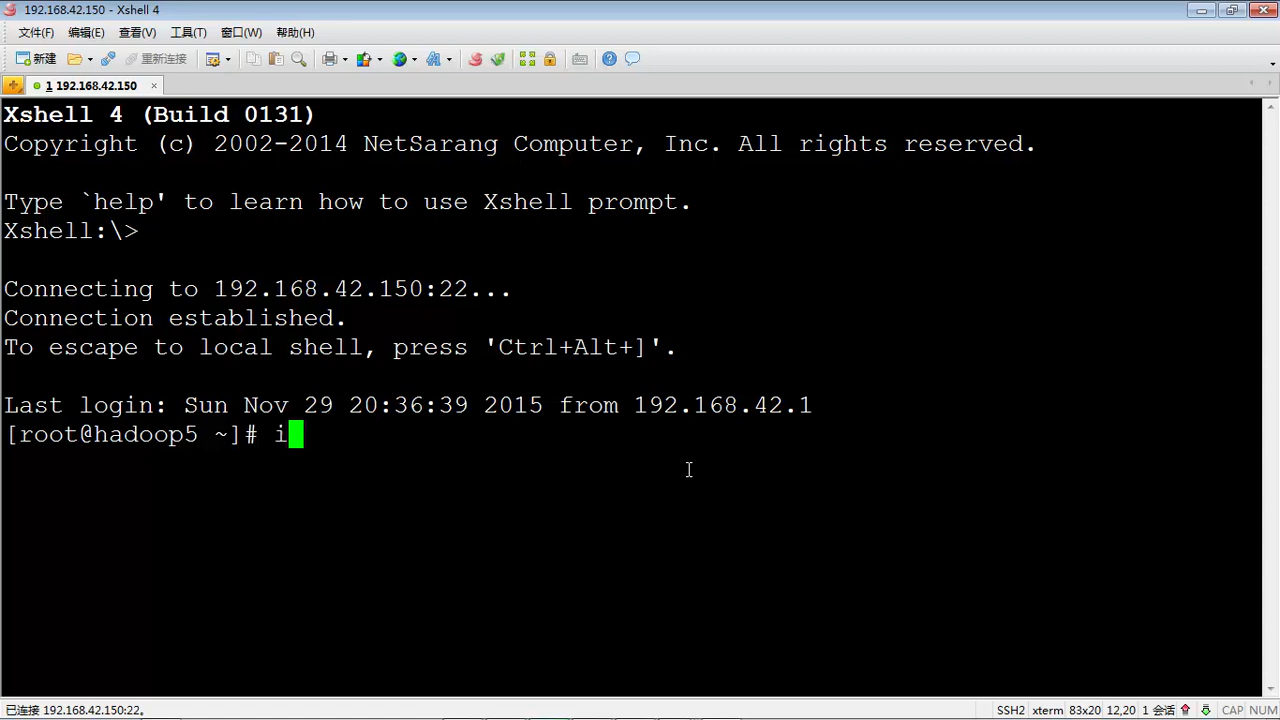 192.168.42.150 - Xshell 4
文件(F) 编辑(E) 查看(V) 工具(T) 窗口(W) 帮助(H)
新建 重新连接
1 192.168.42.150
Xshell 4 (Build 0131)
Copyright (c) 2002-2014 NetSarang Computer, Inc. All rights reserved.
Type `help' to learn how to use Xshell prompt.
Xshell:\>
Connecting to 192.168.42.150:22...
Connection established.
To escape to local shell, press 'Ctrl+Alt+]'.
Last login: Sun Nov 29 20:36:39 2015 from 192.168.42.1
[root@hadoop5 ~]# i
已连接 192.168.42.150:22。 SSH2 xterm 83x20 12,20 1 会话 CAP NUM